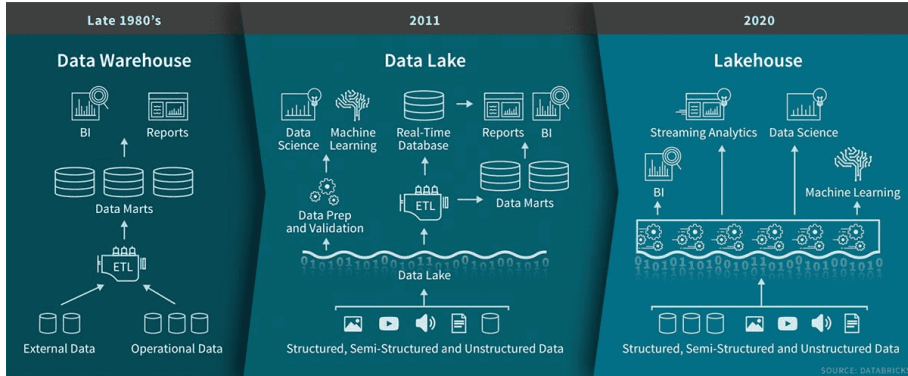 Late 1980's
Data Warehouse
BI
Reports
Data Marts
ETL
External Data
Operational Data
2011
Data Lake
Data
Science
Machine
Learning
Real-Time
Database
Reports
BI
Data Prep
and Validation
ETL
Data Marts
Data Lake
Structured, Semi-Structured and Unstructured Data
2020
Lakehouse
Streaming Analytics
Data Science
BI
Machine Learning
Structured, Semi-Structured and Unstructured Data
SOURCE: DATABRICKS